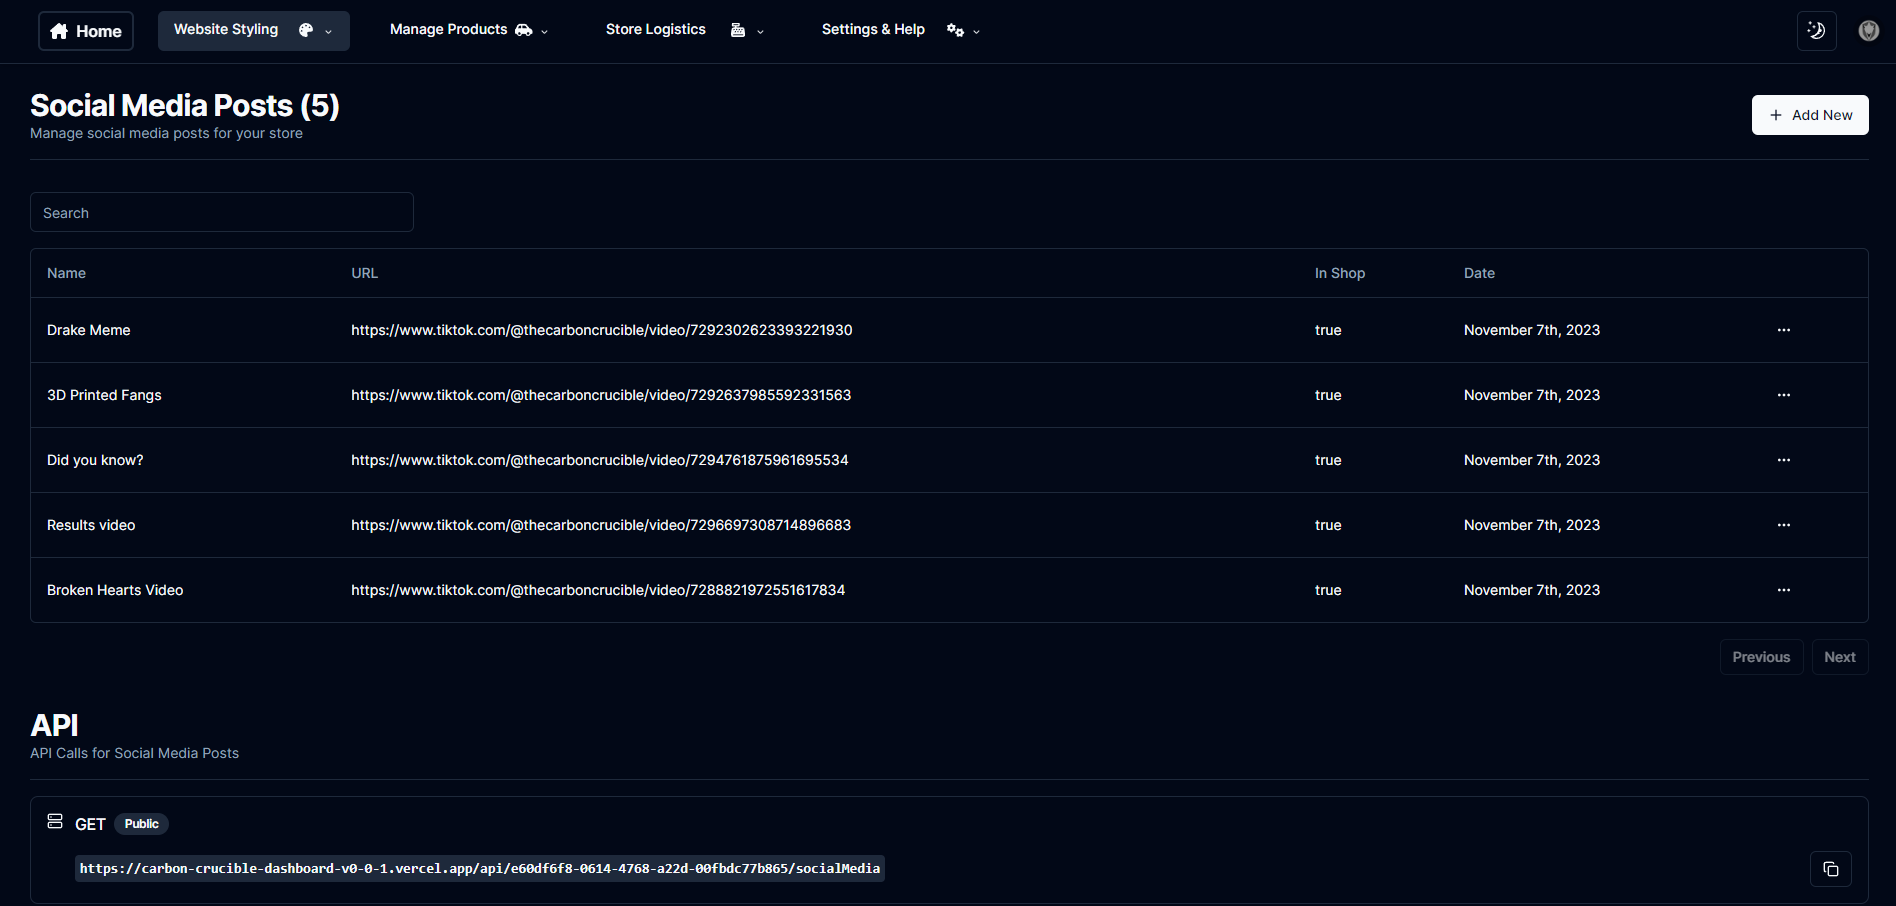 Home Website Styling Manage Products Store Logistics Settings & Help
Social Media Posts (5)
Manage social media posts for your store
+ Add New
Search
Name URL In Shop Date
Drake Meme https://www.tiktok.com/@thecarboncrucible/video/7292302623393221930 true November 7th, 2023 ...
3D Printed Fangs https://www.tiktok.com/@thecarboncrucible/video/7292637985592331563 true November 7th, 2023 ...
Did you know? https://www.tiktok.com/@thecarboncrucible/video/7294761875961695534 true November 7th, 2023 ...
Results video https://www.tiktok.com/@thecarboncrucible/video/7296697308714896683 true November 7th, 2023 ...
Broken Hearts Video https://www.tiktok.com/@thecarboncrucible/video/7288821972551617834 true November 7th, 2023 ...
Previous Next
API
API Calls for Social Media Posts
GET Public
https://carbon-crucible-dashboard-v0-0-1.vercel.app/api/e60df6f8-0614-4768-a22d-00fbdc77b865/socialMedia